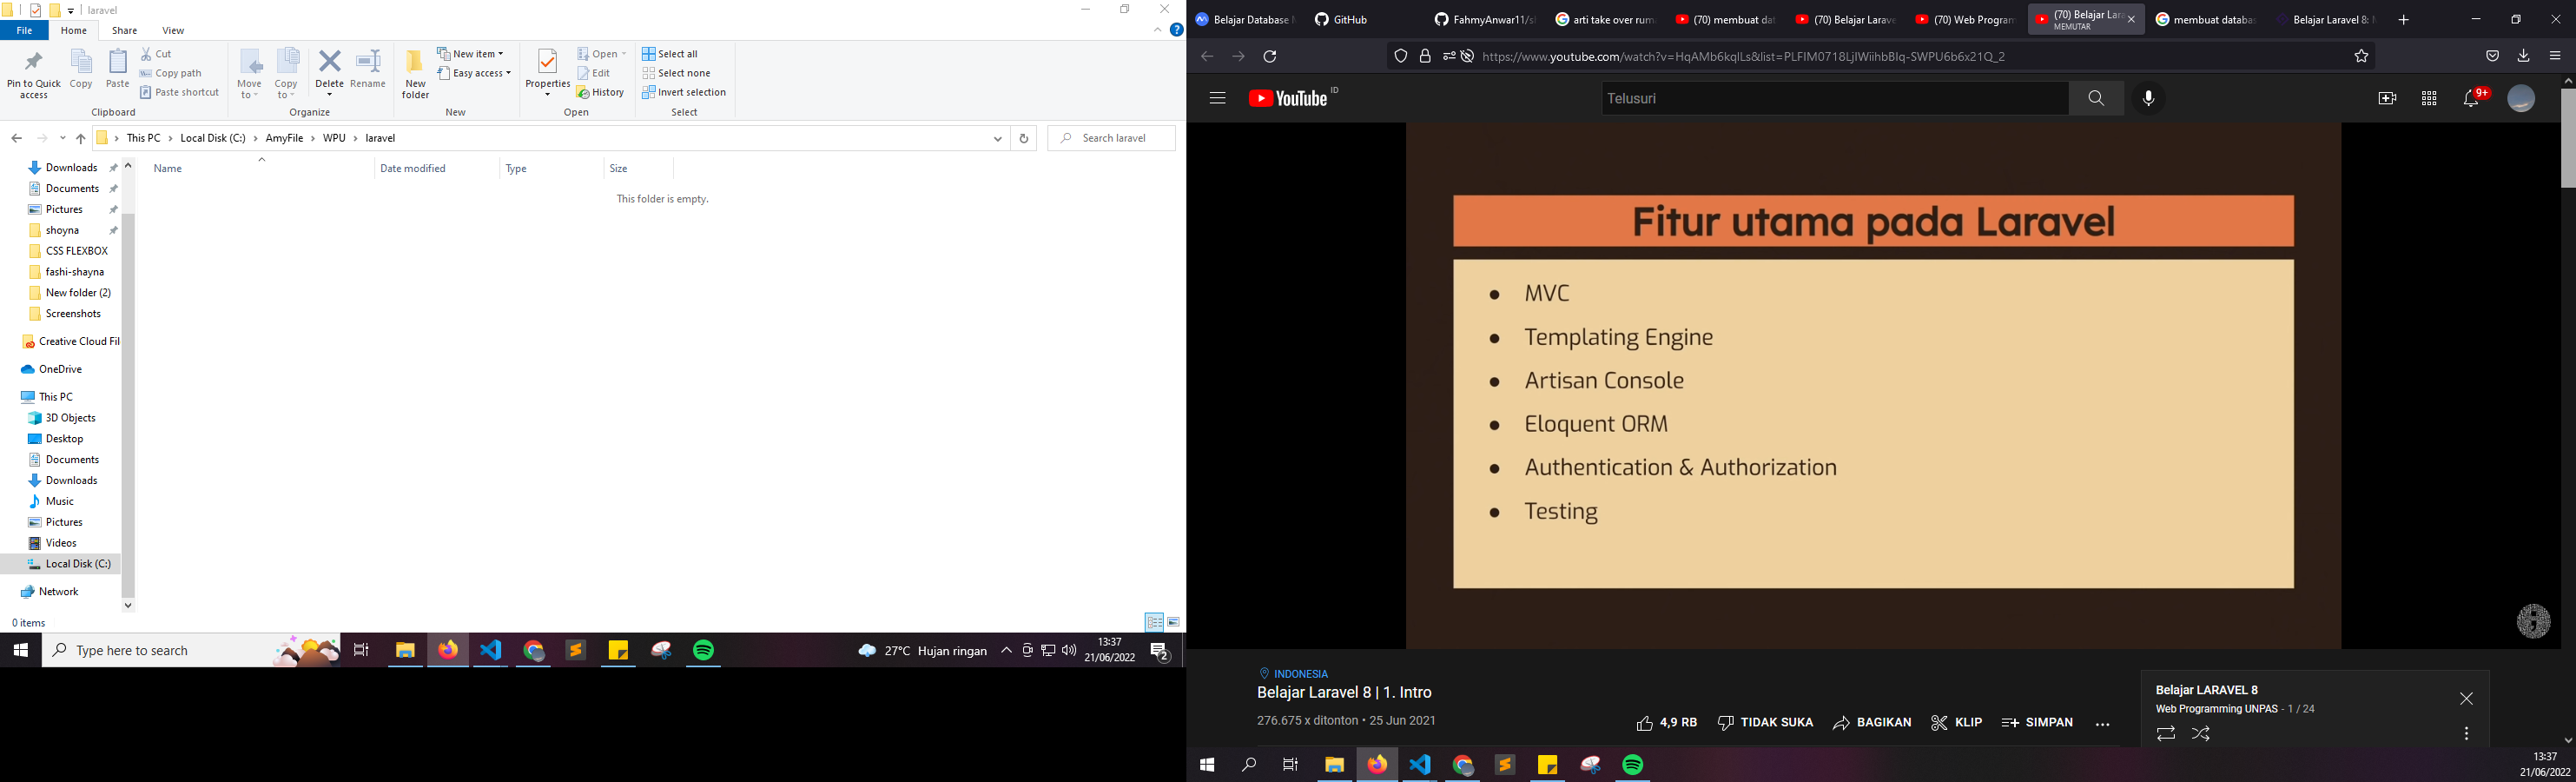 laravel
File
Home
Share
View
Pin to Quick access
Copy
Paste
Cut
Copy path
Paste shortcut
Clipboard
Move to
Copy to
Delete
Rename
Organize
New folder
New item
Easy access
New
Properties
Open
Edit
History
Open
Select all
Select none
Invert selection
Select
This PC
Local Disk (C:)
AmyFile
WPU
laravel
Search laravel
Name
Date modified
Type
Size
This folder is empty.
Downloads
Documents
Pictures
shoyna
CSS FLEXBOX
fashi-shayna
New folder (2)
Screenshots
Creative Cloud Fil
OneDrive
This PC
3D Objects
Desktop
Documents
Downloads
Music
Pictures
Videos
Local Disk (C:)
Network
0 items
Type here to search
27°C Hujan ringan
13:37
21/06/2022
2
Belajar Database
GitHub
FahmyAnwar11/sl
arti take over rum
(70) membuat dat
(70) Belajar Larave
(70) Web Program
(70) Belajar Lara
MEMUTAR
membuat databas
Belajar Laravel 8:
https://www.youtube.com/watch?v=HqAMb6kqlLs&list=PLFIM0718LjIWiihbBIq-SWPU6b6x21Q_2
YouTube ID
Telusuri
9+
Fitur utama pada Laravel
MVC
Templating Engine
Artisan Console
Eloquent ORM
Authentication & Authorization
Testing
INDONESIA
Belajar Laravel 8 | 1. Intro
276.675 x ditonton • 25 Jun 2021
4,9 RB
TIDAK SUKA
BAGIKAN
KLIP
SIMPAN
Belajar LARAVEL 8
Web Programming UNPAS - 1 / 24
13:37
21/06/2022